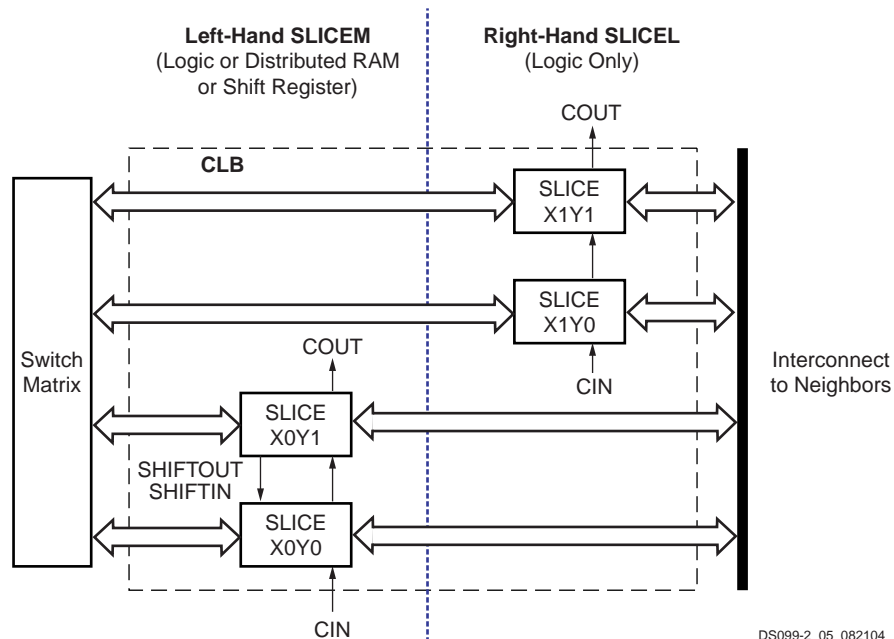 Left-Hand SLICEM
(Logic or Distributed RAM
or Shift Register)
Right-Hand SLICEL
(Logic Only)
COUT
CLB
SLICE
X1Y1
SLICE
X1Y0
COUT
CIN
Switch
Matrix
Interconnect
to Neighbors
SLICE
X0Y1
SHIFTOUT
SHIFTIN
SLICE
X0Y0
CIN
DS099-2_05_082104